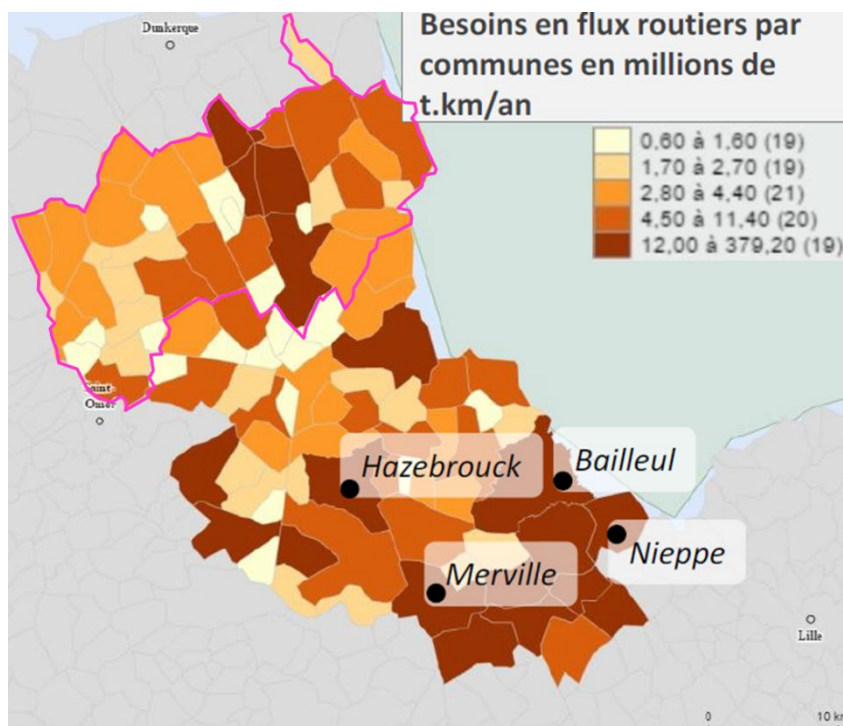 Dunkerque
Besoins en flux routiers par
communes en millions de
t.km/an
0,60 à 1,60 (19)
1,70 à 2,70 (19)
2,80 à 4,40 (21)
4,50 à 11,40 (20)
12,00 à 379,20 (19)
Saint-
Omer
Hazebrouck
Bailleul
Nieppe
Merville
Lille
0 10 km